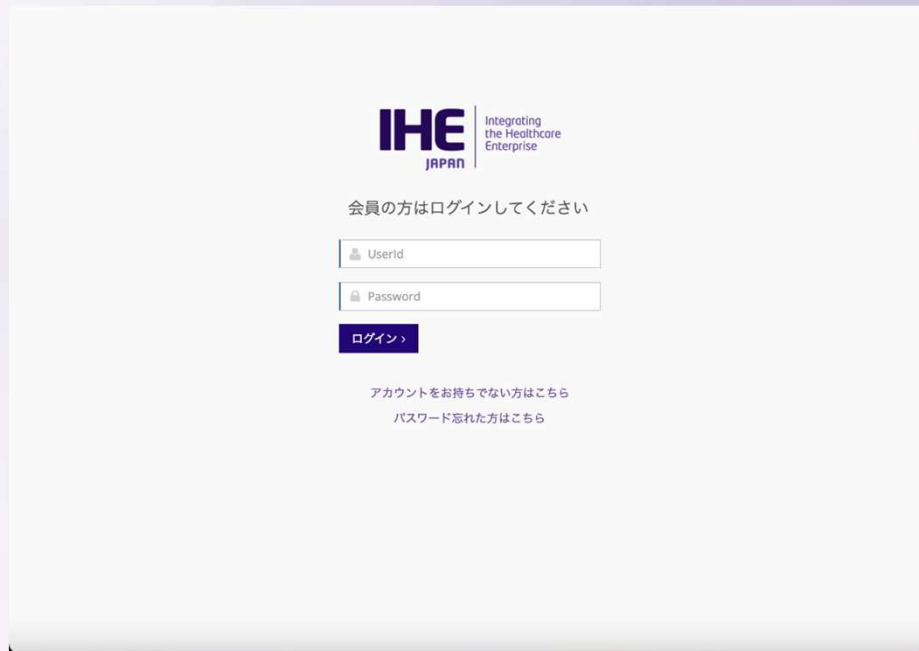 IHE
JAPAN
Integrating
the Healthcare
Enterprise
会員の方はログインしてください
UserId
Password
ログイン ›
アカウントをお持ちでない方はこちら
パスワード忘れた方はこちら